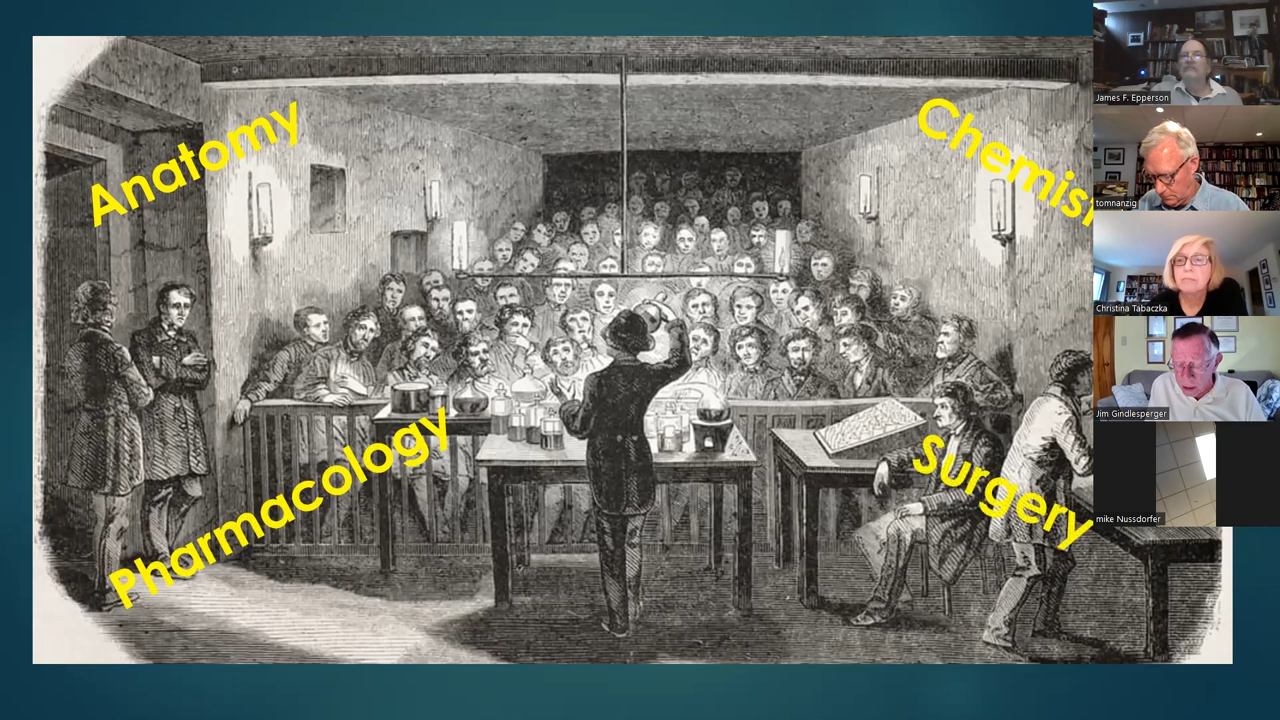 Anatomy
Chemist
Pharmacology
Surgery
James F. Epperson
tomnanzig
Christina Tabaczka
Jim Gindlesperger
mike Nussdorfer